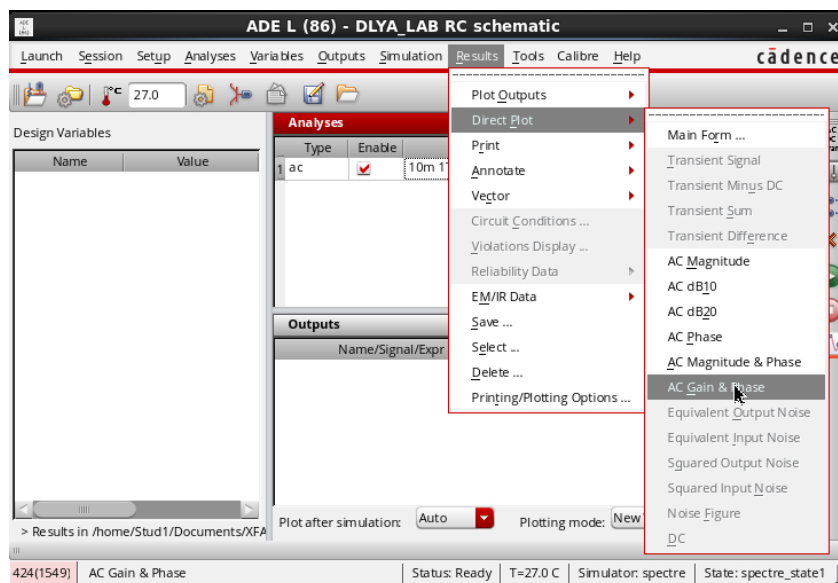 ADE L (86) - DLYA_LAB RC schematic
Launch Session Setup Analyses Variables Outputs Simulation Results Tools Calibre Help cādence
°C 27.0
Design Variables
Name Value
Analyses
Type Enable
1 ac 10m 1
Outputs
Name/Signal/Expr
Plot Outputs
Direct Plot
Print
Annotate
Vector
Circuit Conditions ...
Violations Display ...
Reliability Data
EM/IR Data
Save ...
Select ...
Delete ...
Printing/Plotting Options ...
Main Form ...
Transient Signal
Transient Minus DC
Transient Sum
Transient Difference
AC Magnitude
AC dB10
AC dB20
AC Phase
AC Magnitude & Phase
AC Gain & Phase
Equivalent Output Noise
Equivalent Input Noise
Squared Output Noise
Squared Input Noise
Noise Figure
DC
> Results in /home/Stud1/Documents/XFA
Plot after simulation: Auto Plotting mode: New
424(1549) AC Gain & Phase Status: Ready T=27.0 C Simulator: spectre State: spectre_state1